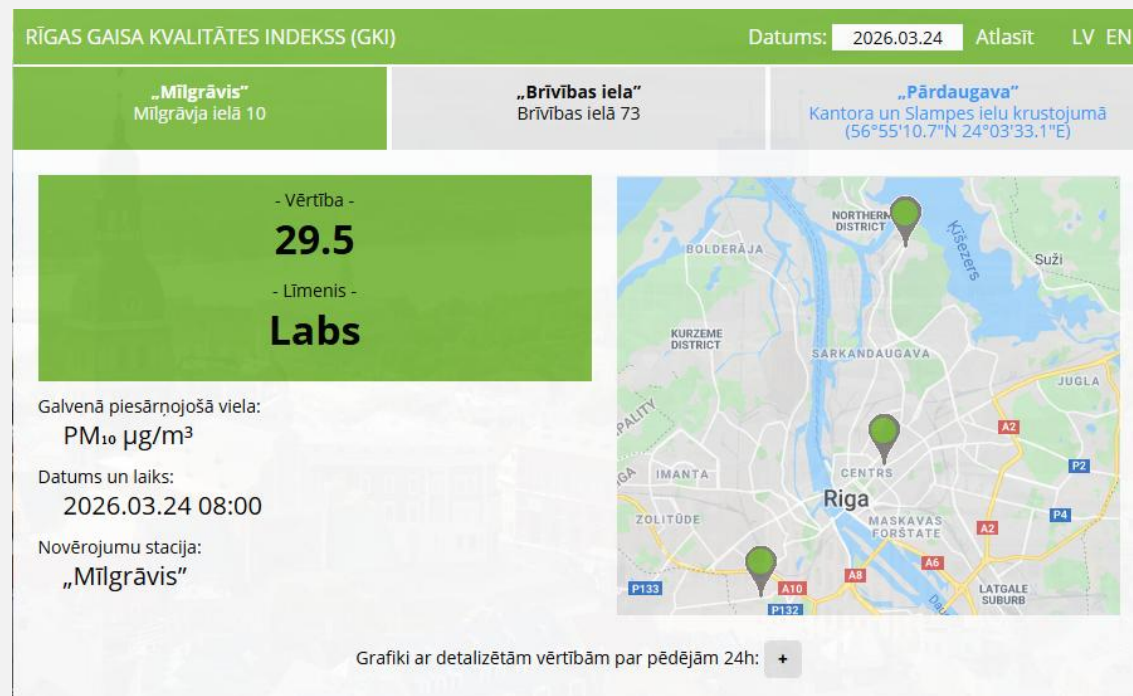 RĪGAS GAISA KVALITĀTES INDEKSS (GKI)
Datums: 2026.03.24 Atlasīt LV EN
„Mīlgrāvis”
Mīlgrāvja ielā 10
„Brīvības iela”
Brīvības ielā 73
„Pārdaugava”
Kantora un Slampes ielu krustojumā
(56°55'10.7"N 24°03'33.1"E)
- Vērtība -
29.5
- Līmenis -
Labs
Galvenā piesārņojošā viela:
PM₁₀ µg/m³
Datums un laiks:
2026.03.24 08:00
Novērojumu stacija:
„Mīlgrāvis”
NORTHERN
DISTRICT
BOLDERĀJA
Ķīšezers
Suži
KURZEME
DISTRICT
SARKANDAUGAVA
JUGLA
A2
P2
IMANTA
CENTRS
Riga
ZOLITŪDE
MASKAVAS
FORŠTATE
A2
P4
A6
A8
P133
A10
P132
LATGALE
SUBURB
Grafiki ar detalizētām vērtībām par pēdējām 24h: +